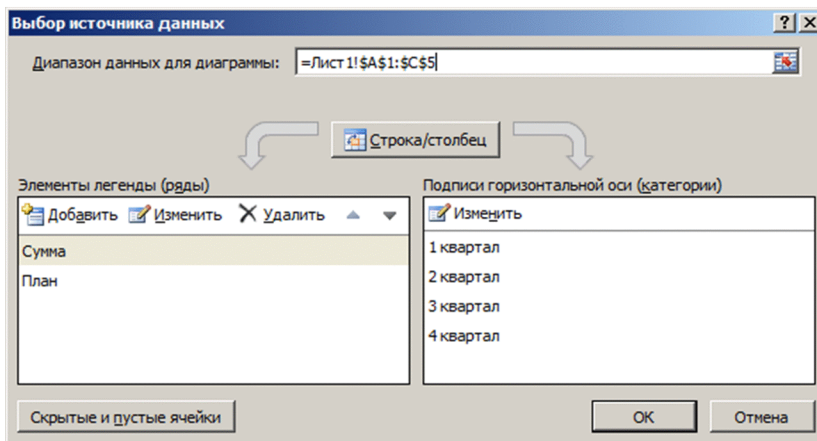 Выбор источника данных
Диапазон данных для диаграммы: =Лист1!$A$1:$C$5
Строка/столбец
Элементы легенды (ряды)
Добавить Изменить Удалить
Сумма
План
Подписи горизонтальной оси (категории)
Изменить
1 квартал
2 квартал
3 квартал
4 квартал
Скрытые и пустые ячейки
ОК Отмена